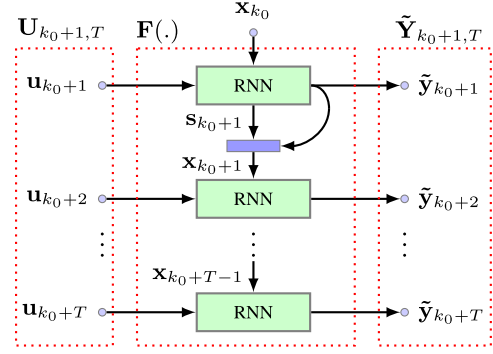 𝐱_{k_0}
𝐔_{k_0+1,T}
𝐅(.)
𝐘̃_{k_0+1,T}
𝐮_{k_0+1}
RNN
𝐲̃_{k_0+1}
𝐬_{k_0+1}
𝐱_{k_0+1}
𝐮_{k_0+2}
RNN
𝐲̃_{k_0+2}
⋮ ⋮ ⋮
𝐱_{k_0+T−1}
𝐮_{k_0+T}
RNN
𝐲̃_{k_0+T}